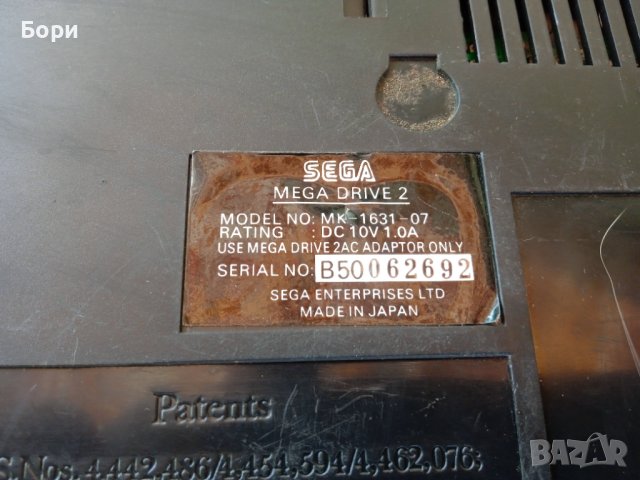 Бори
SEGA
MEGA DRIVE 2
MODEL NO: MK-1631-07
RATING : DC 10V 1.0A
USE MEGA DRIVE 2AC ADAPTOR ONLY
SERIAL NO: B50062692
SEGA ENTERPRISES LTD
MADE IN JAPAN
Patents
S. Nos. 4,442,486/4,454,594/4,462,076;
BAZAR